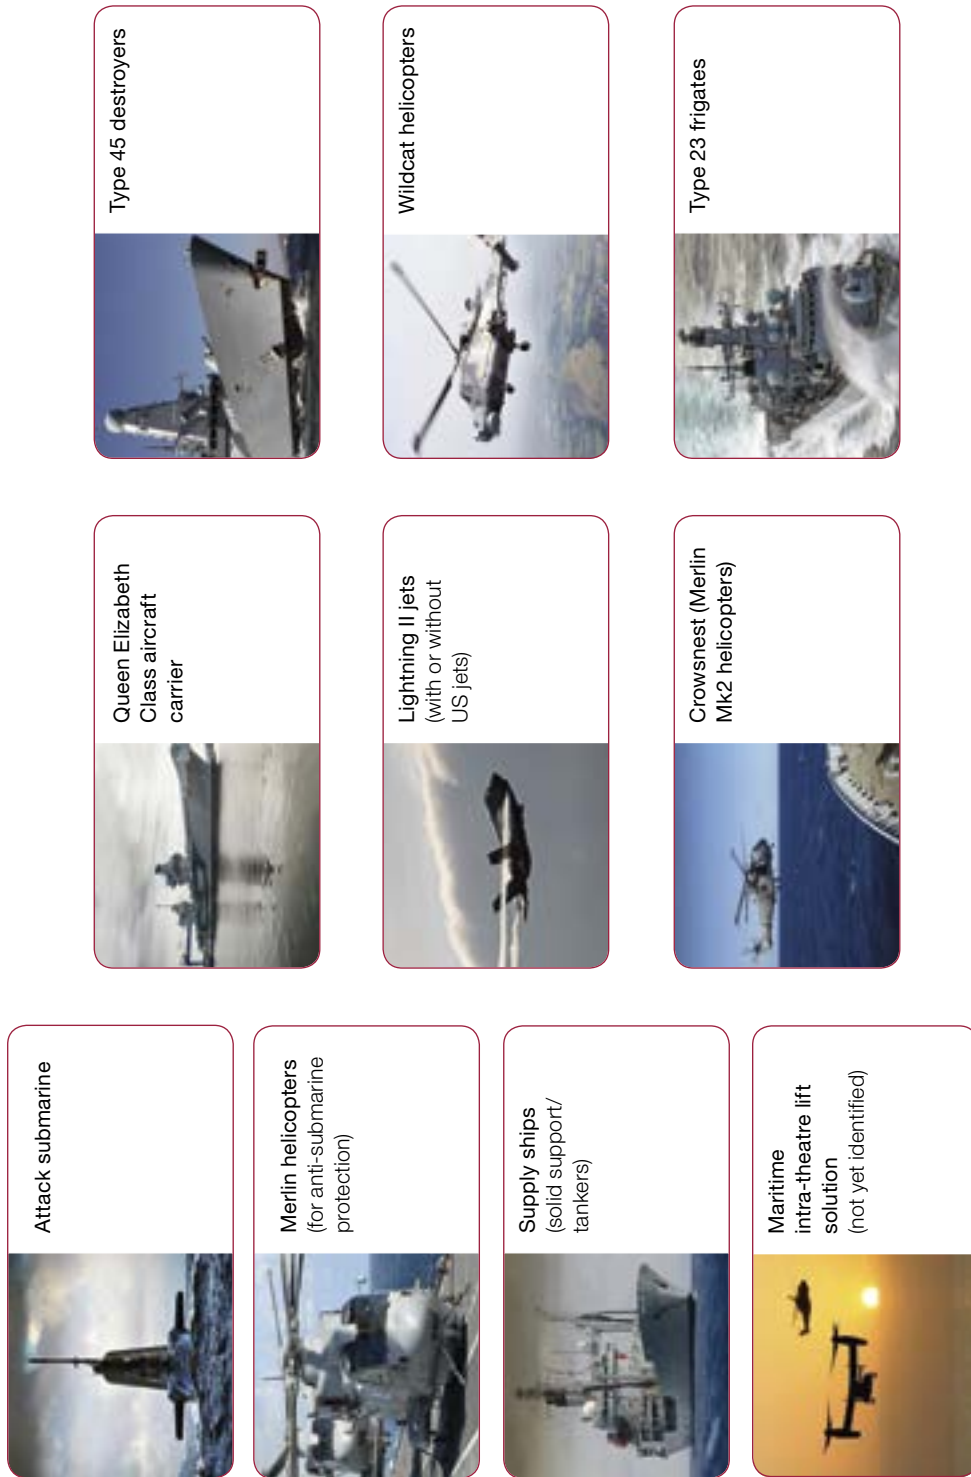 Type 45 destroyers
Wildcat helicopters
Type 23 frigates
Queen Elizabeth
Class aircraft
carrier
Lightning II jets
(with or without
US jets)
Crowsnest (Merlin
Mk2 helicopters)
Attack submarine
Merlin helicopters
(for anti-submarine
protection)
Supply ships
(solid support/
tankers)
Maritime
intra-theatre lift
solution
(not yet identified)